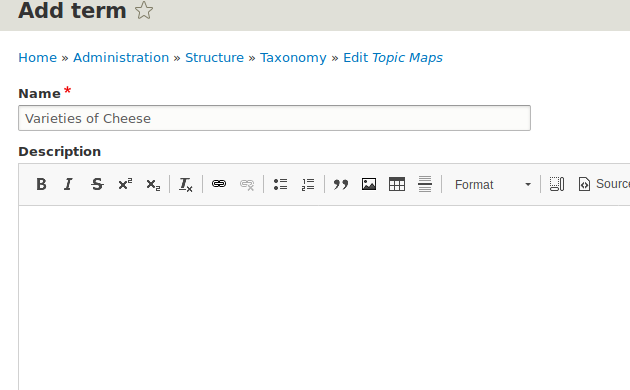 Add term
Home » Administration » Structure » Taxonomy » Edit Topic Maps
Name *
Varieties of Cheese
Description
B I S x² x₂ Tx Format Source